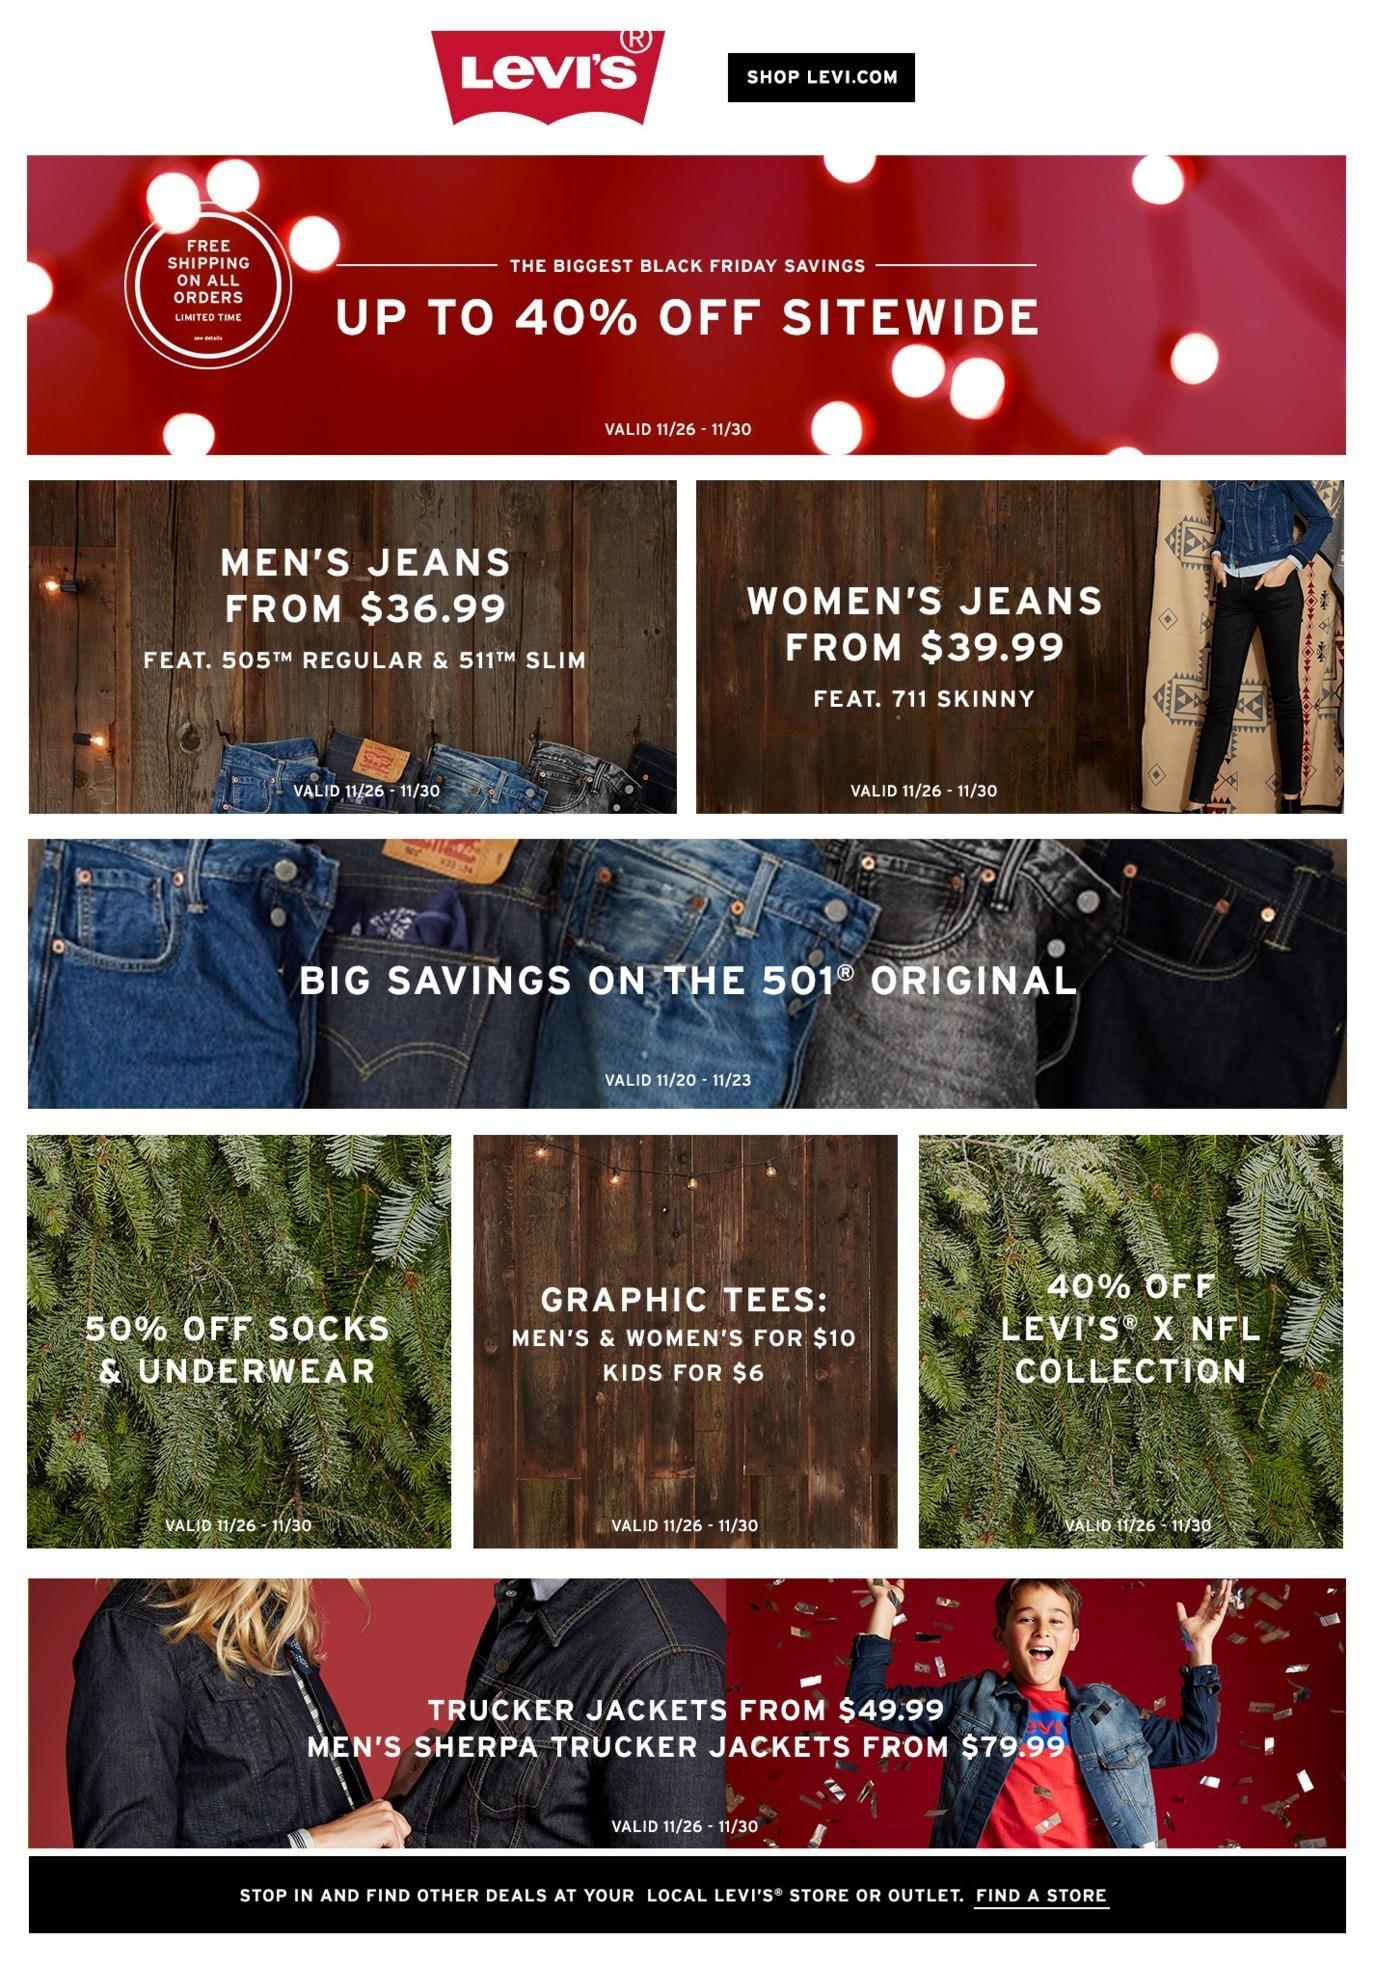 Levi's®
SHOP LEVI.COM
FREE
SHIPPING
ON ALL
ORDERS
LIMITED TIME
see details
THE BIGGEST BLACK FRIDAY SAVINGS
UP TO 40% OFF SITEWIDE
VALID 11/26 - 11/30
MEN'S JEANS
FROM $36.99
FEAT. 505™ REGULAR & 511™ SLIM
VALID 11/26 - 11/30
WOMEN'S JEANS
FROM $39.99
FEAT. 711 SKINNY
VALID 11/26 - 11/30
BIG SAVINGS ON THE 501® ORIGINAL
VALID 11/20 - 11/23
50% OFF SOCKS
& UNDERWEAR
VALID 11/26 - 11/30
GRAPHIC TEES:
MEN'S & WOMEN'S FOR $10
KIDS FOR $6
VALID 11/26 - 11/30
40% OFF
LEVI'S® X NFL
COLLECTION
VALID 11/26 - 11/30
TRUCKER JACKETS FROM $49.99
MEN'S SHERPA TRUCKER JACKETS FROM $79.99
VALID 11/26 - 11/30
STOP IN AND FIND OTHER DEALS AT YOUR LOCAL LEVI'S® STORE OR OUTLET. FIND A STORE